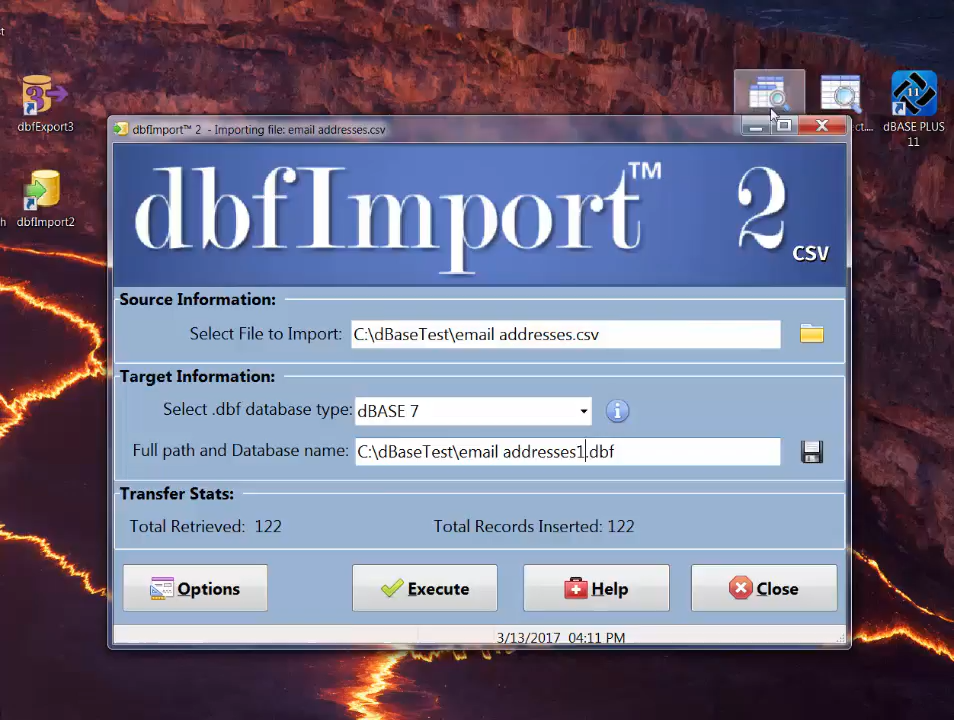 t
dbfExport3
h
dbfImport2
ct....
dBASE PLUS
11
dbfImport™ 2 - Importing file: email addresses.csv
dbfImport™ 2
CSV
Source Information:
Select File to Import: C:\dBaseTest\email addresses.csv
Target Information:
Select .dbf database type: dBASE 7
Full path and Database name: C:\dBaseTest\email addresses1.dbf
Transfer Stats:
Total Retrieved: 122 Total Records Inserted: 122
Options Execute Help Close
3/13/2017 04:11 PM